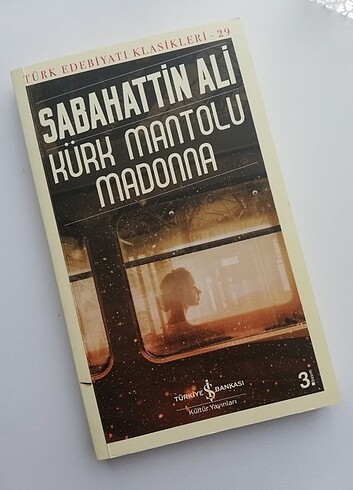 TÜRK EDEBİYATI KLASİKLERİ - 29
SABAHATTİN ALİ
KÜRK MANTOLU
MADONNA
TÜRKİYE İŞ BANKASI
Kültür Yayınları
3.